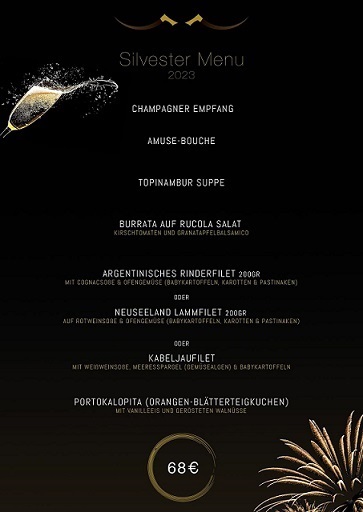 Silvester Menu
2023
CHAMPAGNER EMPFANG
AMUSE-BOUCHE
TOPINAMBUR SUPPE
BURRATA AUF RUCOLA SALAT
KIRSCHTOMATEN UND GRANATAPFELBALSAMICO
ARGENTINISCHES RINDERFILET 200GR
MIT COGNACSOßE & OFENGEMÜSE (BABYKARTOFFELN, KAROTTEN & PASTINAKEN)
ODER
NEUSEELAND LAMMFILET 200GR
AUF ROTWEINSOßE & OFENGEMÜSE (BABYKARTOFFELN, KAROTTEN & PASTINAKEN)
ODER
KABELJAUFILET
MIT WEIßWEINSOßE, MEERESSPARGEL (GEMÜSEALGEN) & BABYKARTOFFELN
PORTOKALOPITA (ORANGEN-BLÄTTERTEIGKUCHEN)
MIT VANILLEEIS UND GERÖSTETEN WALNÜSSE
68€